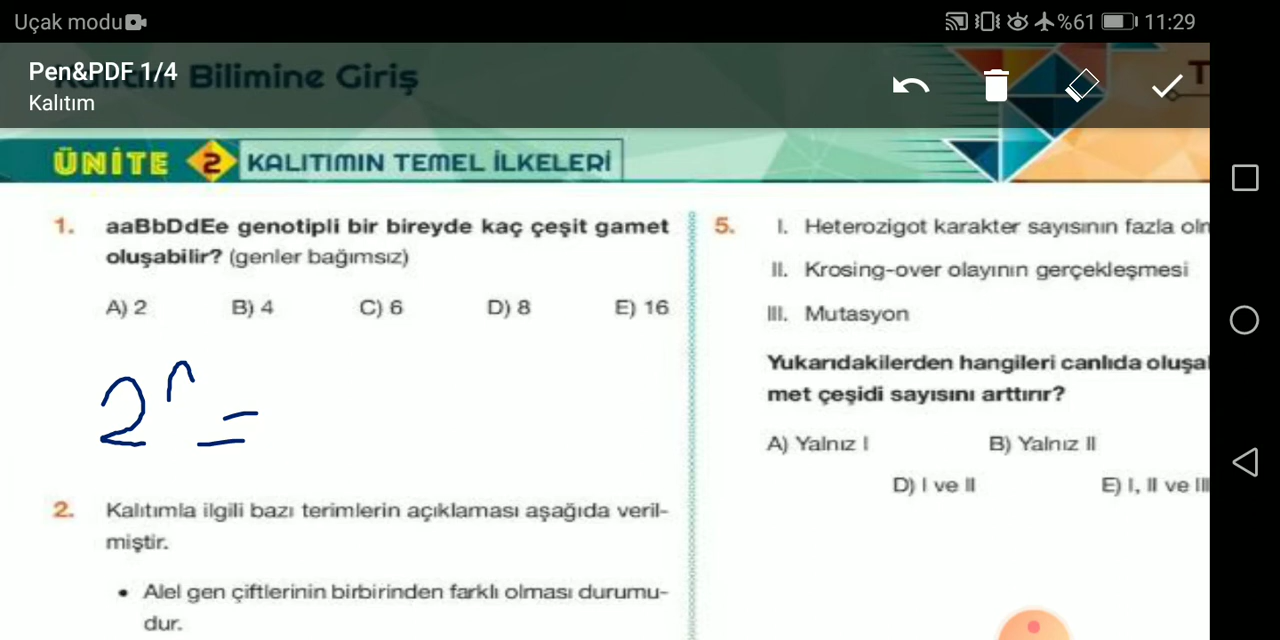 Uçak modu
%61 11:29
Pen&PDF 1/4
Kalıtım
Kalıtım Bilimine Giriş
T
ÜNİTE 2 KALITIMIN TEMEL İLKELERİ
1. aaBbDdEe genotipli bir bireyde kaç çeşit gamet
oluşabilir? (genler bağımsız)
A) 2 B) 4 C) 6 D) 8 E) 16
2ⁿ =
2. Kalıtımla ilgili bazı terimlerin açıklaması aşağıda veril-
miştir.
• Alel gen çiftlerinin birbirinden farklı olması durumu-
dur.
5. I. Heterozigot karakter sayısının fazla olm
II. Krosing-over olayının gerçekleşmesi
III. Mutasyon
Yukarıdakilerden hangileri canlıda oluşa
met çeşidi sayısını arttırır?
A) Yalnız I B) Yalnız II
D) I ve II E) I, II ve III